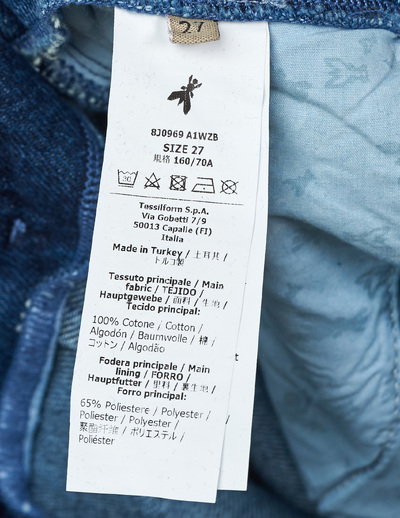 27
8J0969 A1WZB
SIZE 27
規格 160/70A
30
Tessilform S.p.A.
Via Gobetti 7/9
50013 Capalle (FI)
Italia
Made in Turkey / 土耳其 /
トルコ製
Tessuto principale / Main
fabric / TEJIDO /
Hauptgewebe / 面料 / 生地 /
Tecido principal:
100% Cotone / Cotton /
Algodón / Baumwolle / 棉 /
コットン / Algodão
Fodera principale / Main
lining / FORRO /
Hauptfutter / 里料 / 裏生地 /
Forro principal:
65% Poliestere / Polyester /
Poliester / Polyester /
聚酯纤维 / ポリエステル /
Poliéster